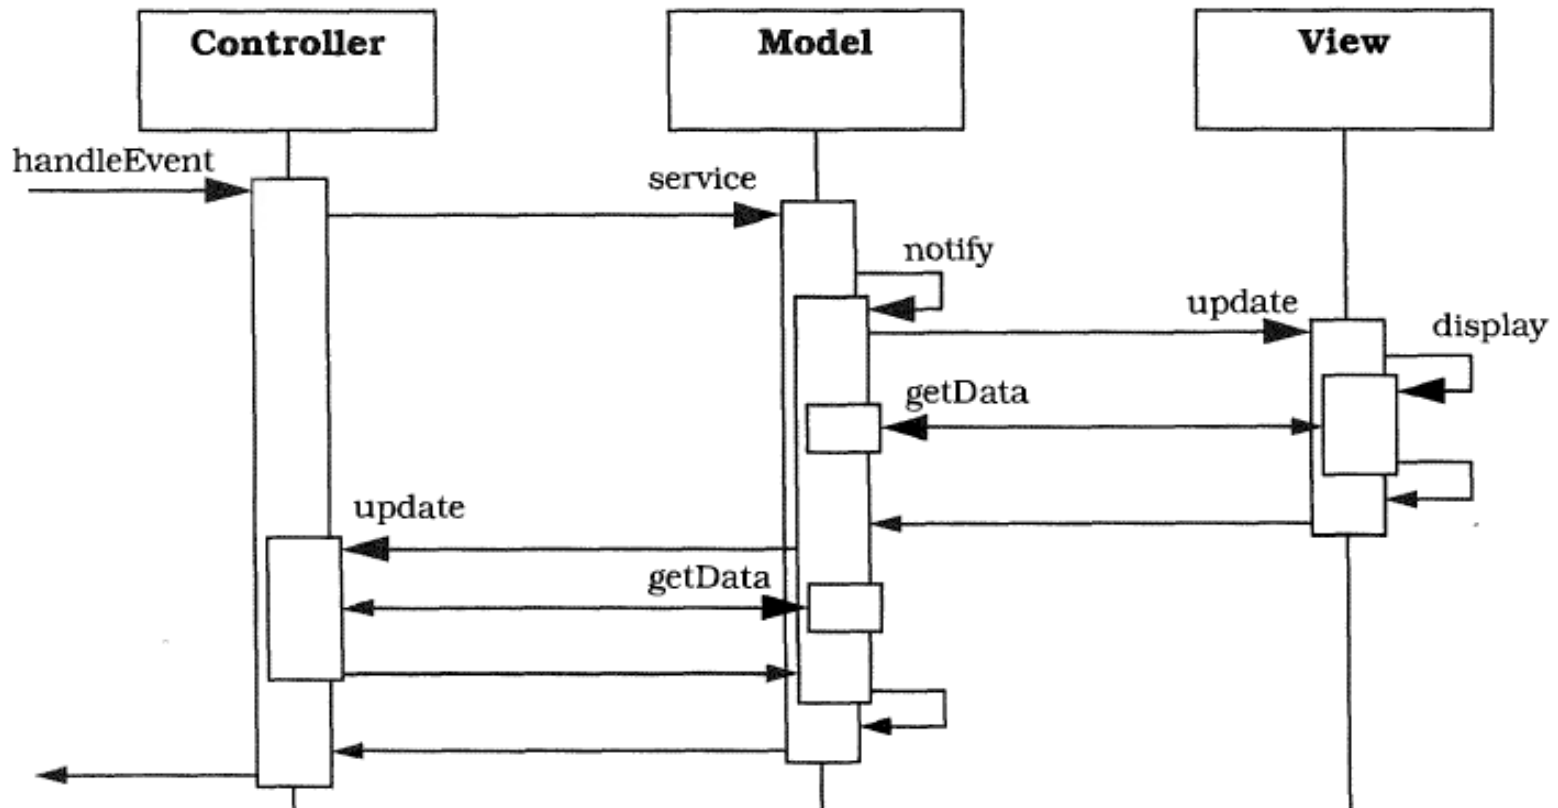 Controller
Model
View
handleEvent
service
notify
update
display
getData
update
getData